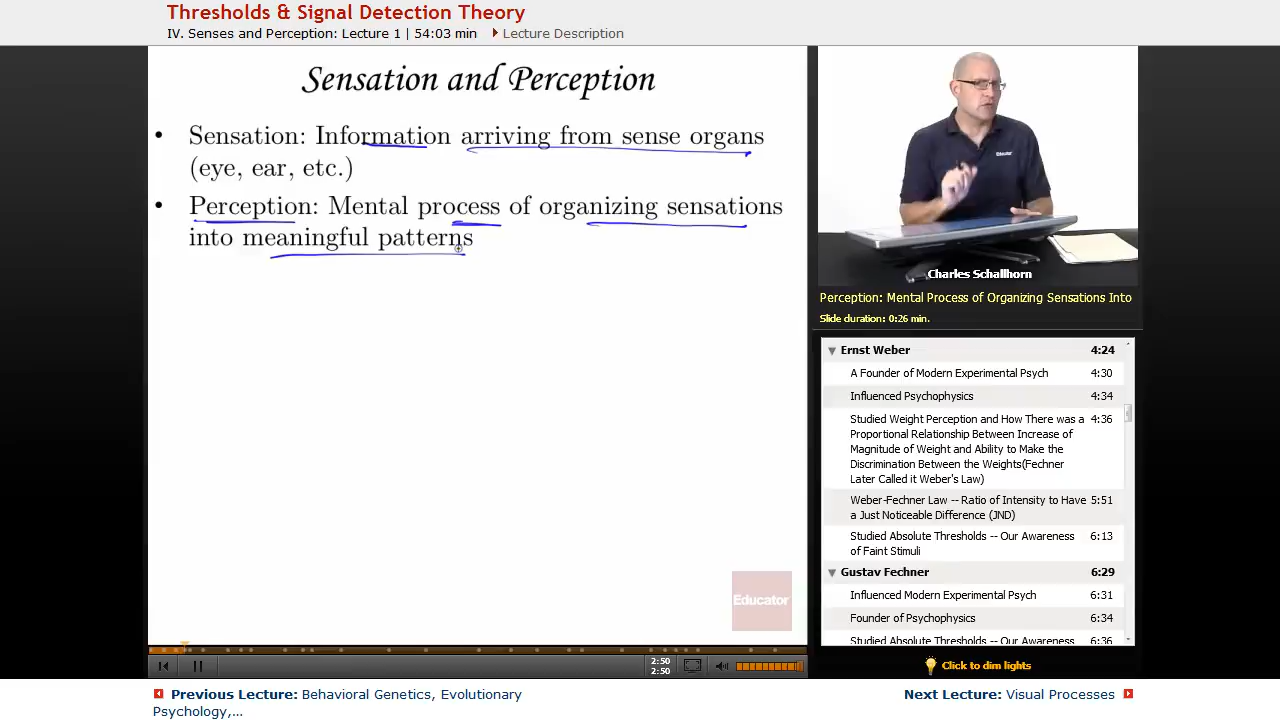 Thresholds & Signal Detection Theory
IV. Senses and Perception: Lecture 1 | 54:03 min
Lecture Description
Sensation and Perception
• Sensation: Information arriving from sense organs
(eye, ear, etc.)
• Perception: Mental process of organizing sensations
into meaningful patterns
Educator
Educator
Charles Schallhorn
Perception: Mental Process of Organizing Sensations Into
Slide duration: 0:26 min.
Ernst Weber 4:24
A Founder of Modern Experimental Psych 4:30
Influenced Psychophysics 4:34
Studied Weight Perception and How There was a 4:36
Proportional Relationship Between Increase of
Magnitude of Weight and Ability to Make the
Discrimination Between the Weights(Fechner
Later Called it Weber's Law)
Weber-Fechner Law -- Ratio of Intensity to Have 5:51
a Just Noticeable Difference (JND)
Studied Absolute Thresholds -- Our Awareness 6:13
of Faint Stimuli
Gustav Fechner 6:29
Influenced Modern Experimental Psych 6:31
Founder of Psychophysics 6:34
Studied Absolute Thresholds -- Our Awareness 6:36
2:50
2:50
Click to dim lights
Previous Lecture: Behavioral Genetics, Evolutionary
Psychology,...
Next Lecture: Visual Processes